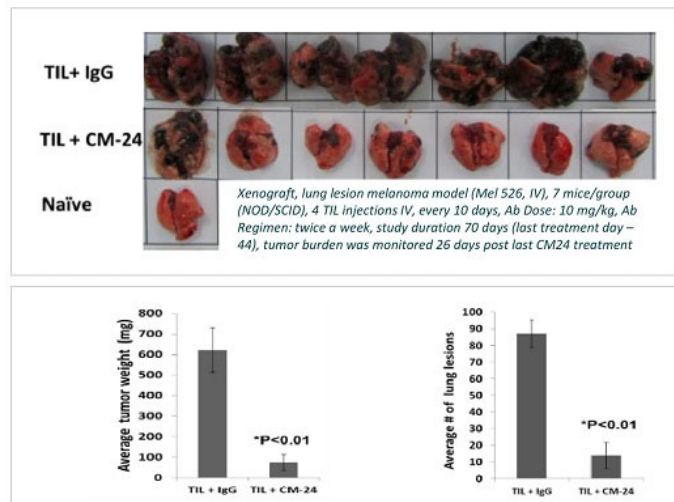 TIL+ IgG
TIL + CM-24
Naïve
Xenograft, lung lesion melanoma model (Mel 526, IV), 7 mice/group
(NOD/SCID), 4 TIL injections IV, every 10 days, Ab Dose: 10 mg/kg, Ab
Regimen: twice a week, study duration 70 days (last treatment day –
44), tumor burden was monitored 26 days post last CM24 treatment
Average tumor weight (mg)
800
700
600
500
400
300
200
100
0
*P<0.01
TIL + IgG
TIL + CM-24
Average # of lung lesions
100
90
80
70
60
50
40
30
20
10
0
*P<0.01
TIL + IgG
TIL + CM-24